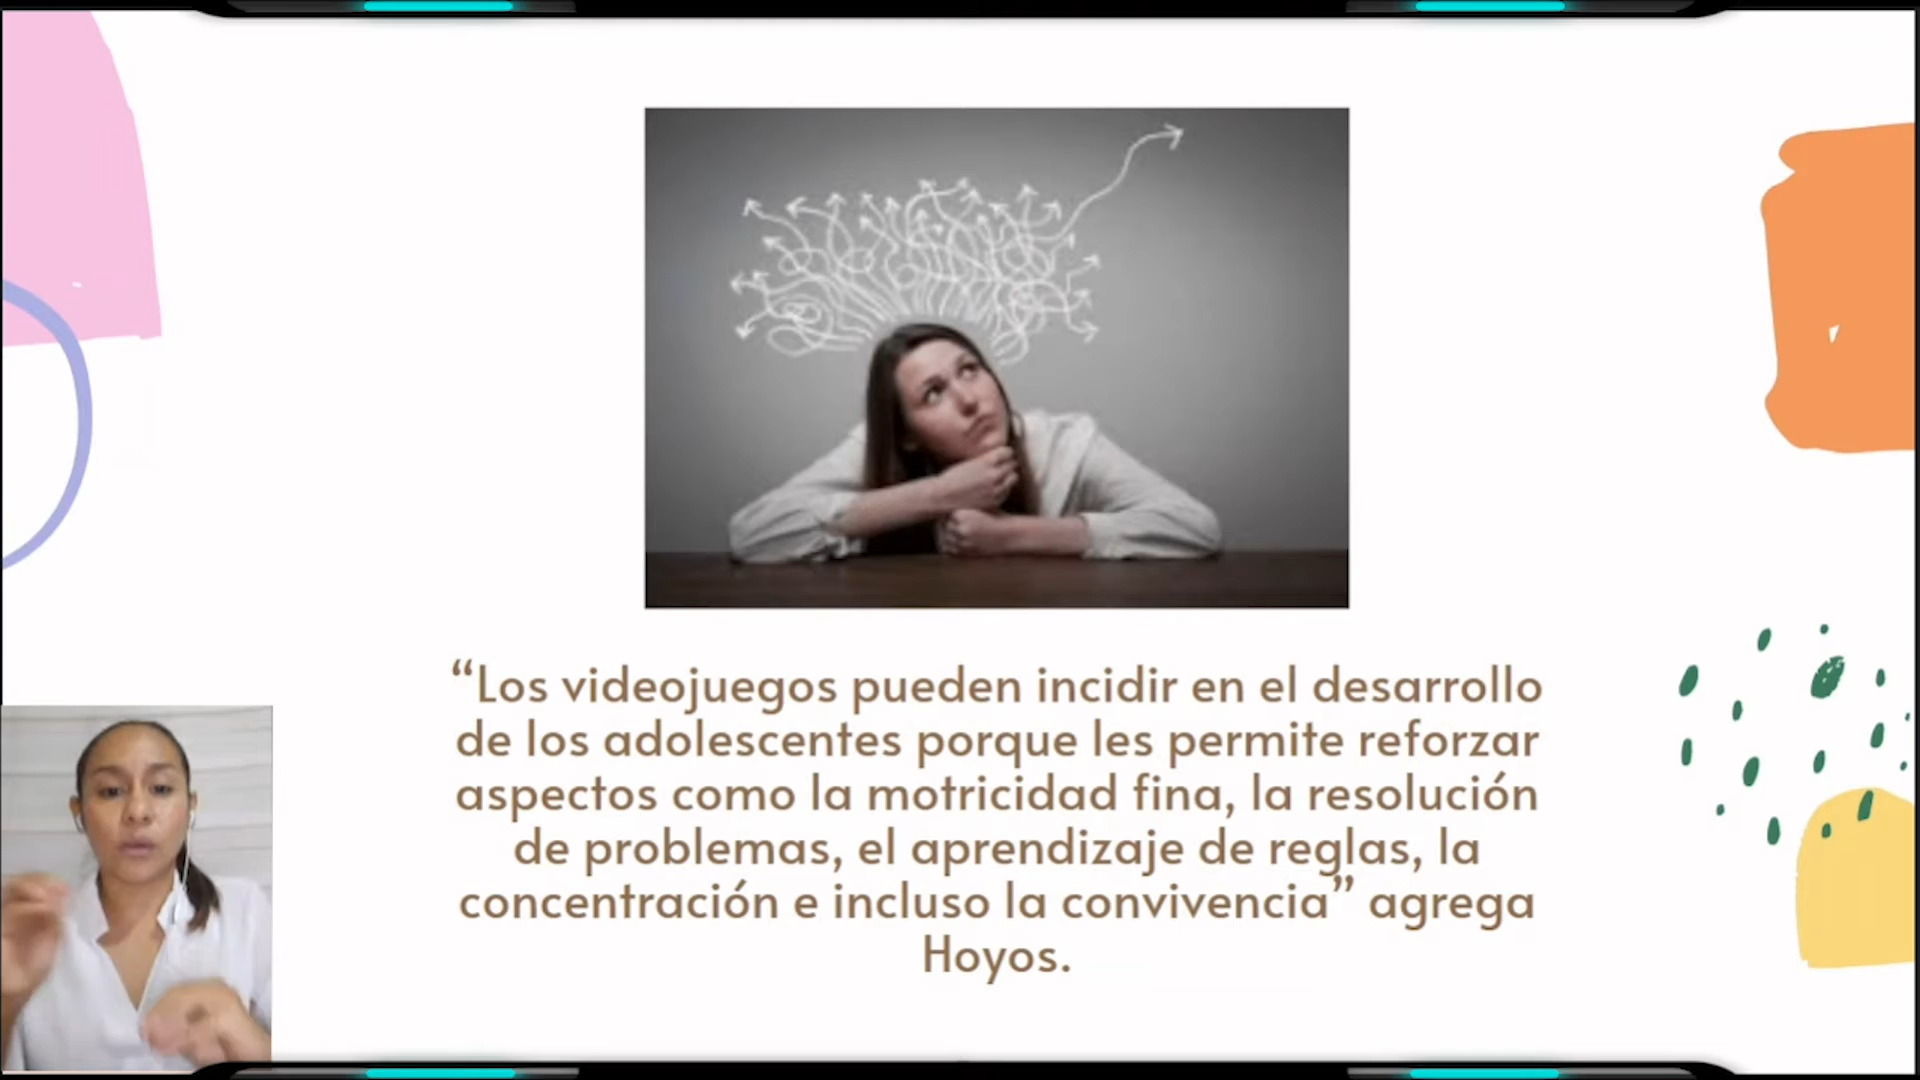 “Los videojuegos pueden incidir en el desarrollo
de los adolescentes porque les permite reforzar
aspectos como la motricidad fina, la resolución
de problemas, el aprendizaje de reglas, la
concentración e incluso la convivencia” agrega
Hoyos.